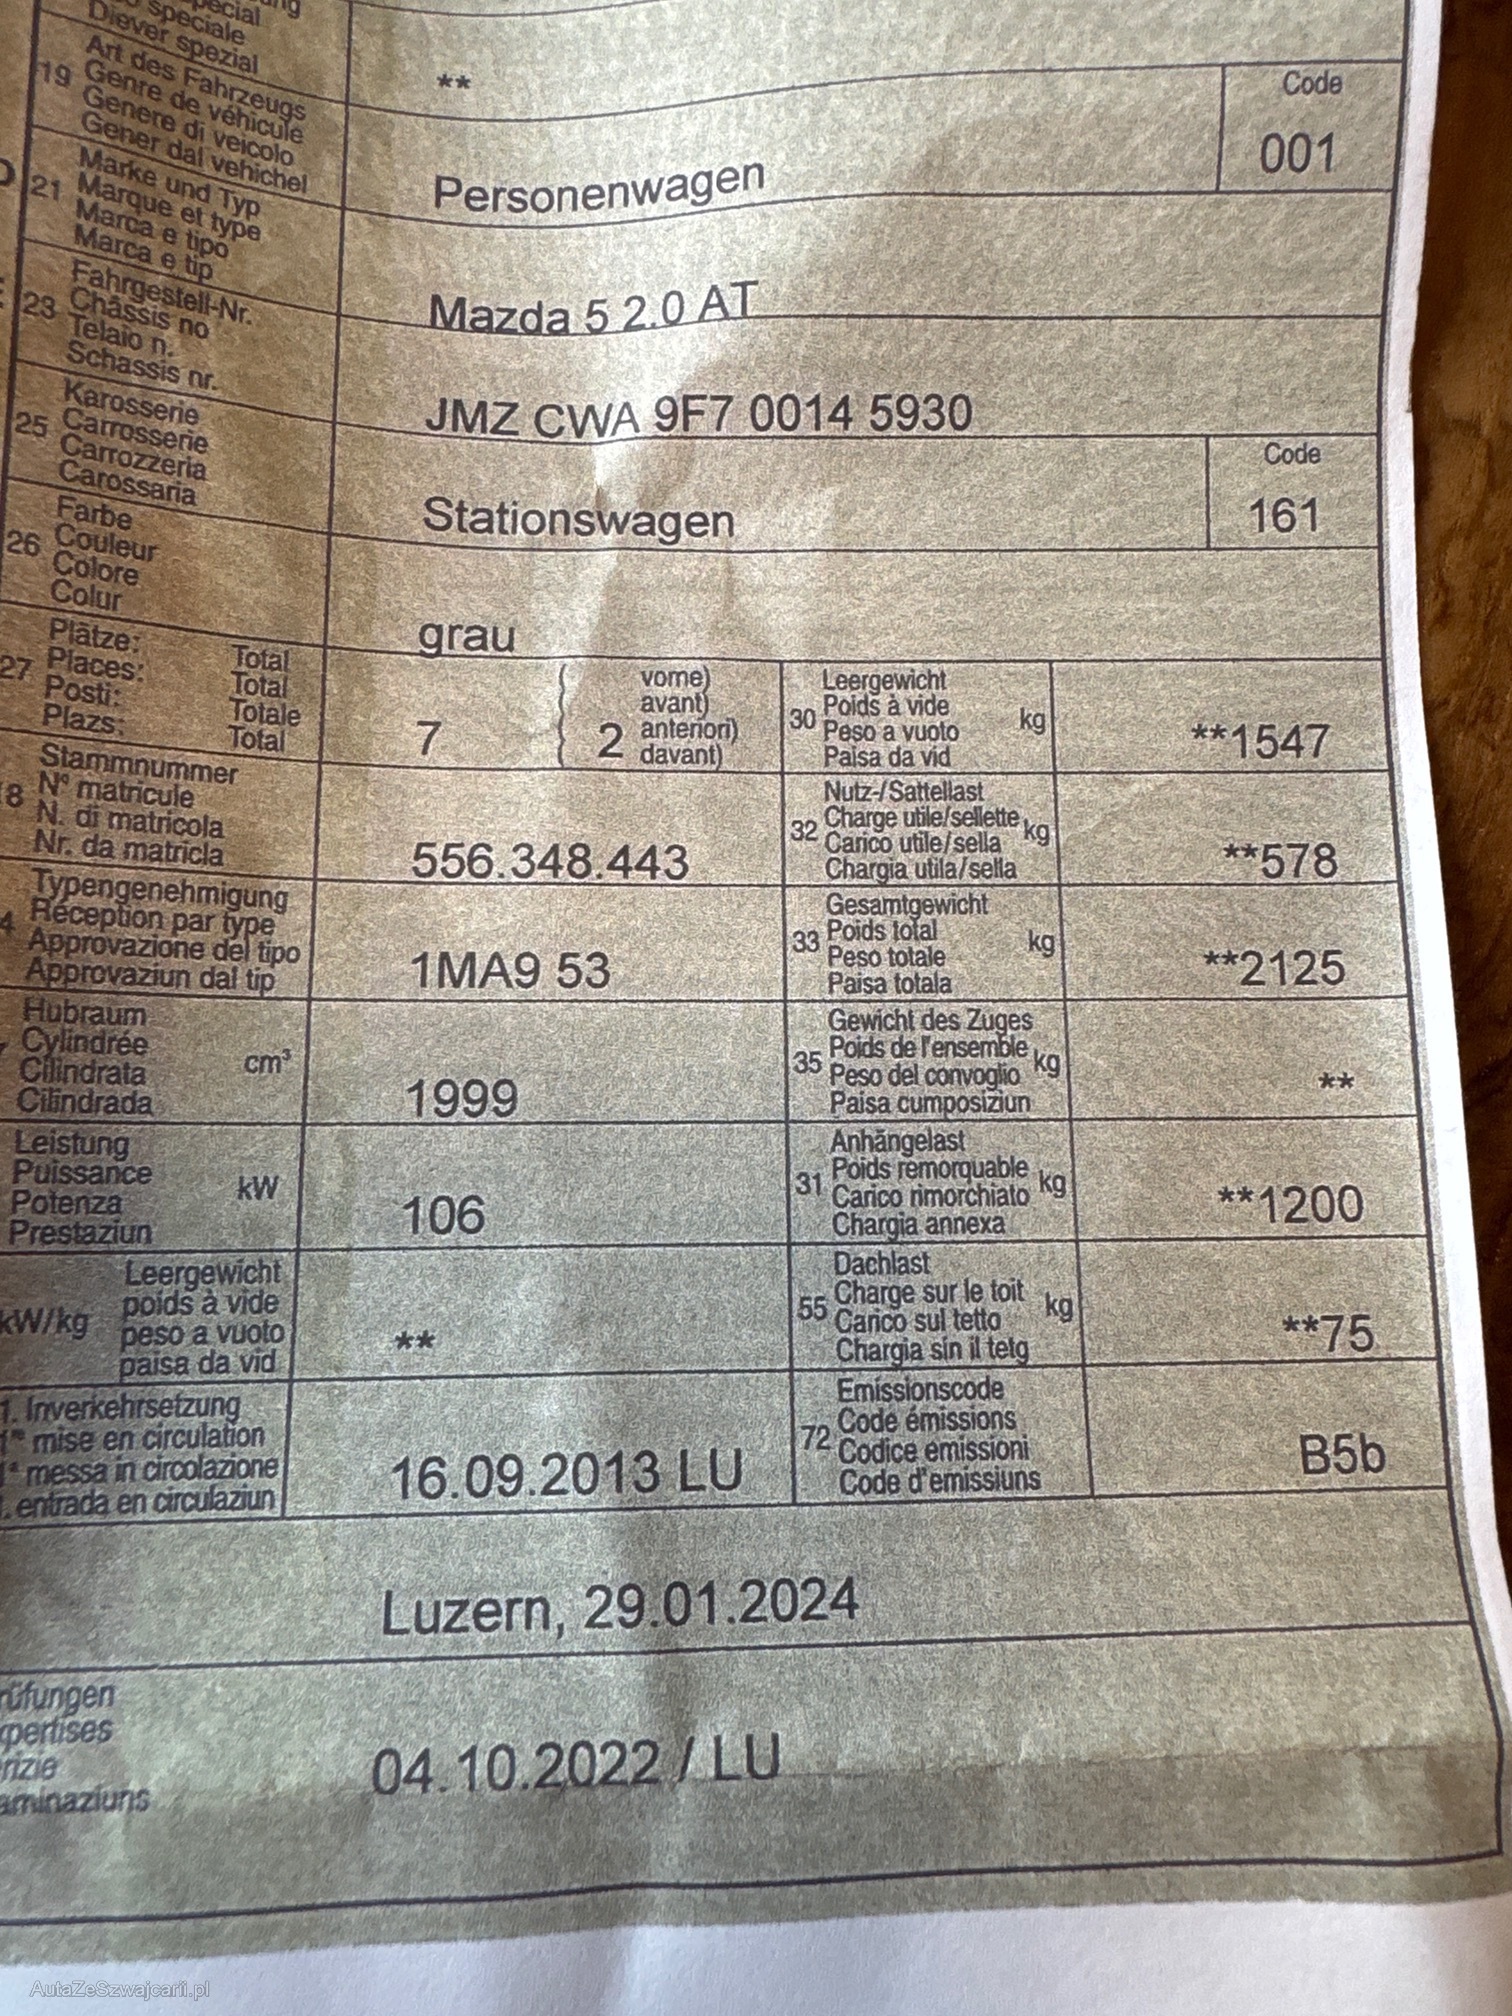 speciale
Diever spezial
**
19
Art des Fahrzeugs
Genre de véhicule
Genere di veicolo
Gener dal vehichel
Personenwagen
Code
001
21
Marke und Typ
Marque et type
Marca e tipo
Marca e tip
Mazda 5 2.0 AT
23
Fahrgestell-Nr.
Châssis no
Telaio n.
Schassis nr.
JMZ CWA 9F7 0014 5930
25
Karosserie
Carrosserie
Carrozzeria
Carossaria
Stationswagen
Code
161
26
Farbe
Couleur
Colore
Colur
grau
27
Plätze: Total
Places: Total
Posti: Totale
Plazs: Total
7
2
vorne)
avant)
anteriori)
davant)
30
Leergewicht
Poids à vide
Peso a vuoto
Paisa da vid
kg
**1547
8
Stammnummer
N° matricule
N. di matricola
Nr. da matricla
556.348.443
32
Nutz-/Sattellast
Charge utile/sellette
Carico utile/sella
Chargia utila/sella
kg
**578
4
Typengenehmigung
Réception par type
Approvazione del tipo
Approvaziun dal tip
1MA9 53
33
Gesamtgewicht
Poids total
Peso totale
Paisa totala
kg
**2125
Hubraum
Cylindrée
Cilindrata
Cilindrada
cm³
1999
35
Gewicht des Zuges
Poids de l'ensemble
Peso del convoglio
Paisa cumposiziun
kg
**
Leistung
Puissance
Potenza
Prestaziun
kW
106
31
Anhängelast
Poids remorquable
Carico rimorchiato
Chargia annexa
kg
**1200
kW/kg
Leergewicht
poids à vide
peso a vuoto
paisa da vid
**
55
Dachlast
Charge sur le toit
Carico sul tetto
Chargia sin il tetg
kg
**75
1. Inverkehrsetzung
1re mise en circulation
1a messa in circolazione
. entrada en circulaziun
16.09.2013 LU
72
Emissionscode
Code émissions
Codice emissioni
Code d'emissiuns
B5b
Luzern, 29.01.2024
rüfungen
xpertises
rizie
aminaziuns
04.10.2022 / LU
AutaZeSzwajcarii.pl